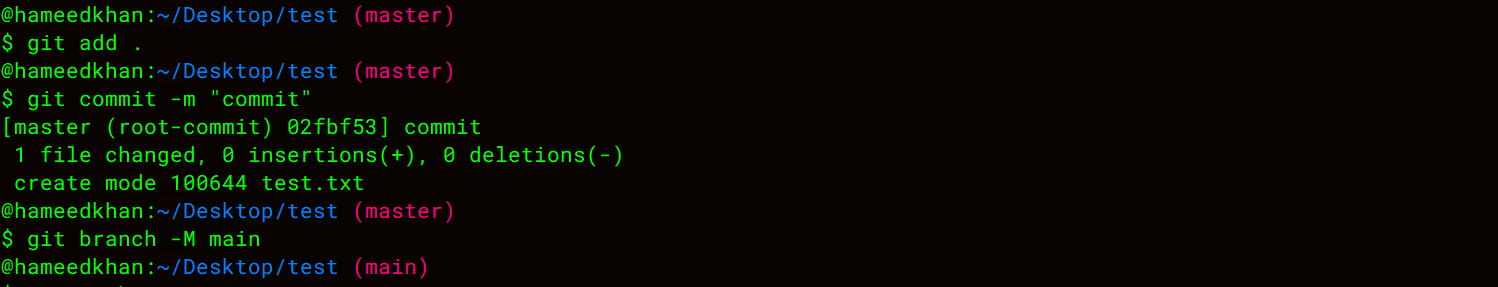 @hameedkhan:~/Desktop/test (master)
$ git add .
@hameedkhan:~/Desktop/test (master)
$ git commit -m "commit"
[master (root-commit) 02fbf53] commit
 1 file changed, 0 insertions(+), 0 deletions(-)
 create mode 100644 test.txt
@hameedkhan:~/Desktop/test (master)
$ git branch -M main
@hameedkhan:~/Desktop/test (main)